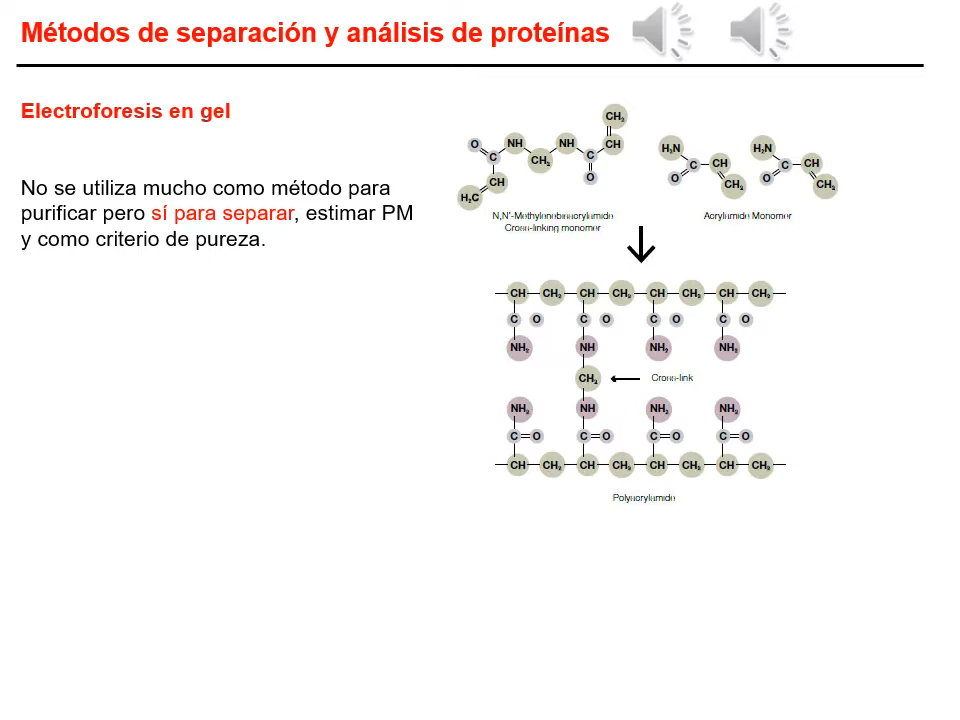 Métodos de separación y análisis de proteínas
Electroforesis en gel
No se utiliza mucho como método para
purificar pero sí para separar, estimar PM
y como criterio de pureza.
CH₂
O NH NH CH
C CH₂ C
CH O
H₂C
N,N'-Methylenebisacrylamide
Cross-linking monomer
H₂N H₂N
C CH C CH
O CH₂ O CH₂
Acrylamide Monomer
CH CH₂ CH CH₂ CH CH₂ CH CH₂
C O C O C O C O
NH₂ NH NH₂ NH₂
CH₂ Cross-link
NH₂ NH NH₂ NH₂
C=O C=O C=O C=O
CH CH₂ CH CH₂ CH CH₂ CH CH₂
Polyacrylamide